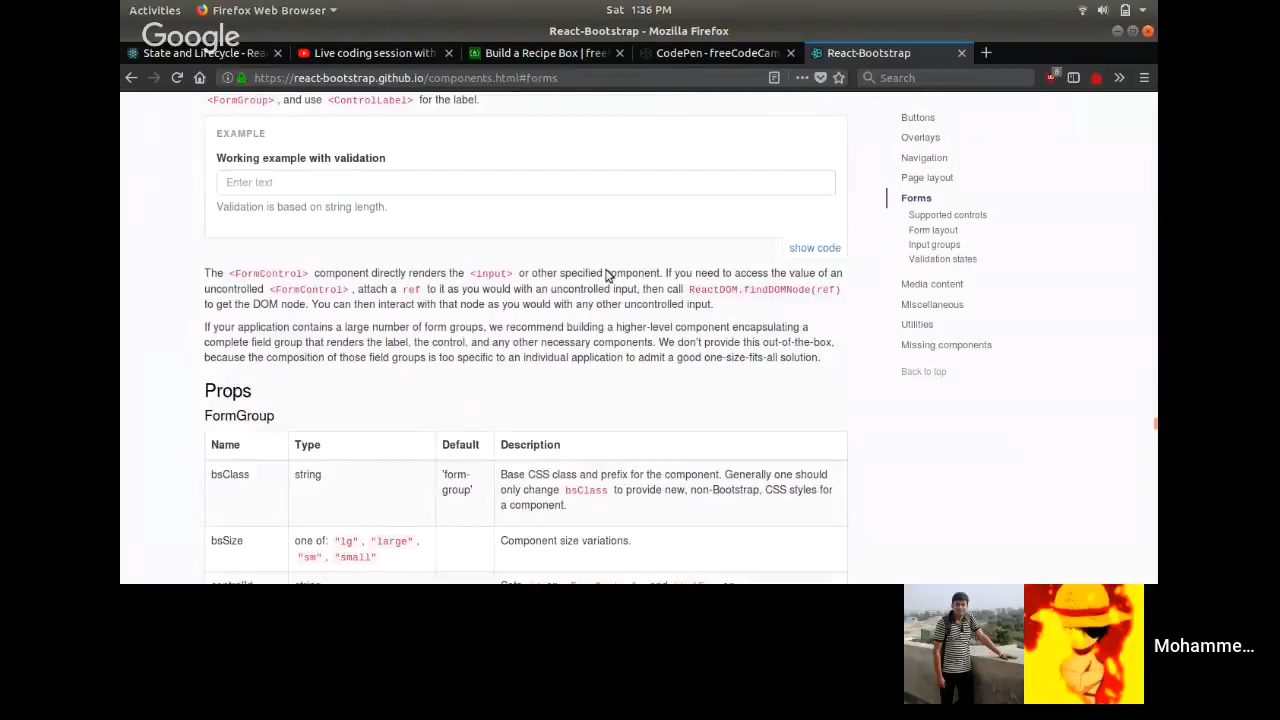 Activities
Firefox Web Browser
Sat 1:36 PM
Google
React-Bootstrap - Mozilla Firefox
State and Lifecycle - Rea
Live coding session with
Build a Recipe Box | free
CodePen - freeCodeCam
React-Bootstrap
https://react-bootstrap.github.io/components.html#forms
Search
8
<FormGroup> , and use <ControlLabel> for the label.
EXAMPLE
Working example with validation
Enter text
Validation is based on string length.
show code
The <FormControl> component directly renders the <input> or other specified component. If you need to access the value of an
uncontrolled <FormControl> , attach a ref to it as you would with an uncontrolled input, then call ReactDOM.findDOMNode(ref)
to get the DOM node. You can then interact with that node as you would with any other uncontrolled input.
If your application contains a large number of form groups, we recommend building a higher-level component encapsulating a
complete field group that renders the label, the control, and any other necessary components. We don't provide this out-of-the-box,
because the composition of those field groups is too specific to an individual application to admit a good one-size-fits-all solution.
Props
FormGroup
Name Type Default Description
bsClass string 'form- Base CSS class and prefix for the component. Generally one should
group' only change bsClass to provide new, non-Bootstrap, CSS styles for
a component.
bsSize one of: "lg" , "large" , Component size variations.
"sm" , "small"
Buttons
Overlays
Navigation
Page layout
Forms
Supported controls
Form layout
Input groups
Validation states
Media content
Miscellaneous
Utilities
Missing components
Back to top
Mohamme...